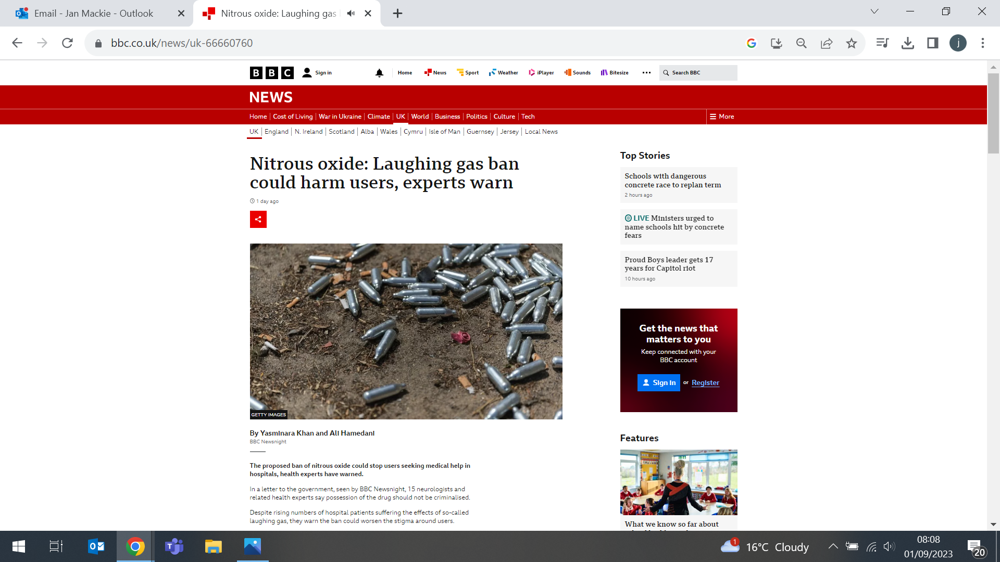 Email - Jan Mackie - Outlook
Nitrous oxide: Laughing gas
bbc.co.uk/news/uk-66660760
j
BBC
Sign in
Home
News
Sport
Weather
iPlayer
Sounds
Bitesize
Search BBC
NEWS
Home
Cost of Living
War in Ukraine
Climate
UK
World
Business
Politics
Culture
Tech
More
UK
England
N. Ireland
Scotland
Alba
Wales
Cymru
Isle of Man
Guernsey
Jersey
Local News
Nitrous oxide: Laughing gas ban
could harm users, experts warn
1 day ago
GETTY IMAGES
By Yasminara Khan and Ali Hamedani
BBC Newsnight
The proposed ban of nitrous oxide could stop users seeking medical help in
hospitals, health experts have warned.
In a letter to the government, seen by BBC Newsnight, 15 neurologists and
related health experts say possession of the drug should not be criminalised.
Despite rising numbers of hospital patients suffering the effects of so-called
laughing gas, they warn the ban could worsen the stigma around users.
Top Stories
Schools with dangerous
concrete race to replan term
2 hours ago
LIVE Ministers urged to
name schools hit by concrete
fears
Proud Boys leader gets 17
years for Capitol riot
10 hours ago
Get the news that
matters to you
Keep connected with your
BBC account
Sign in or Register
Features
What we know so far about
1
16°C Cloudy
08:08
01/09/2023
20